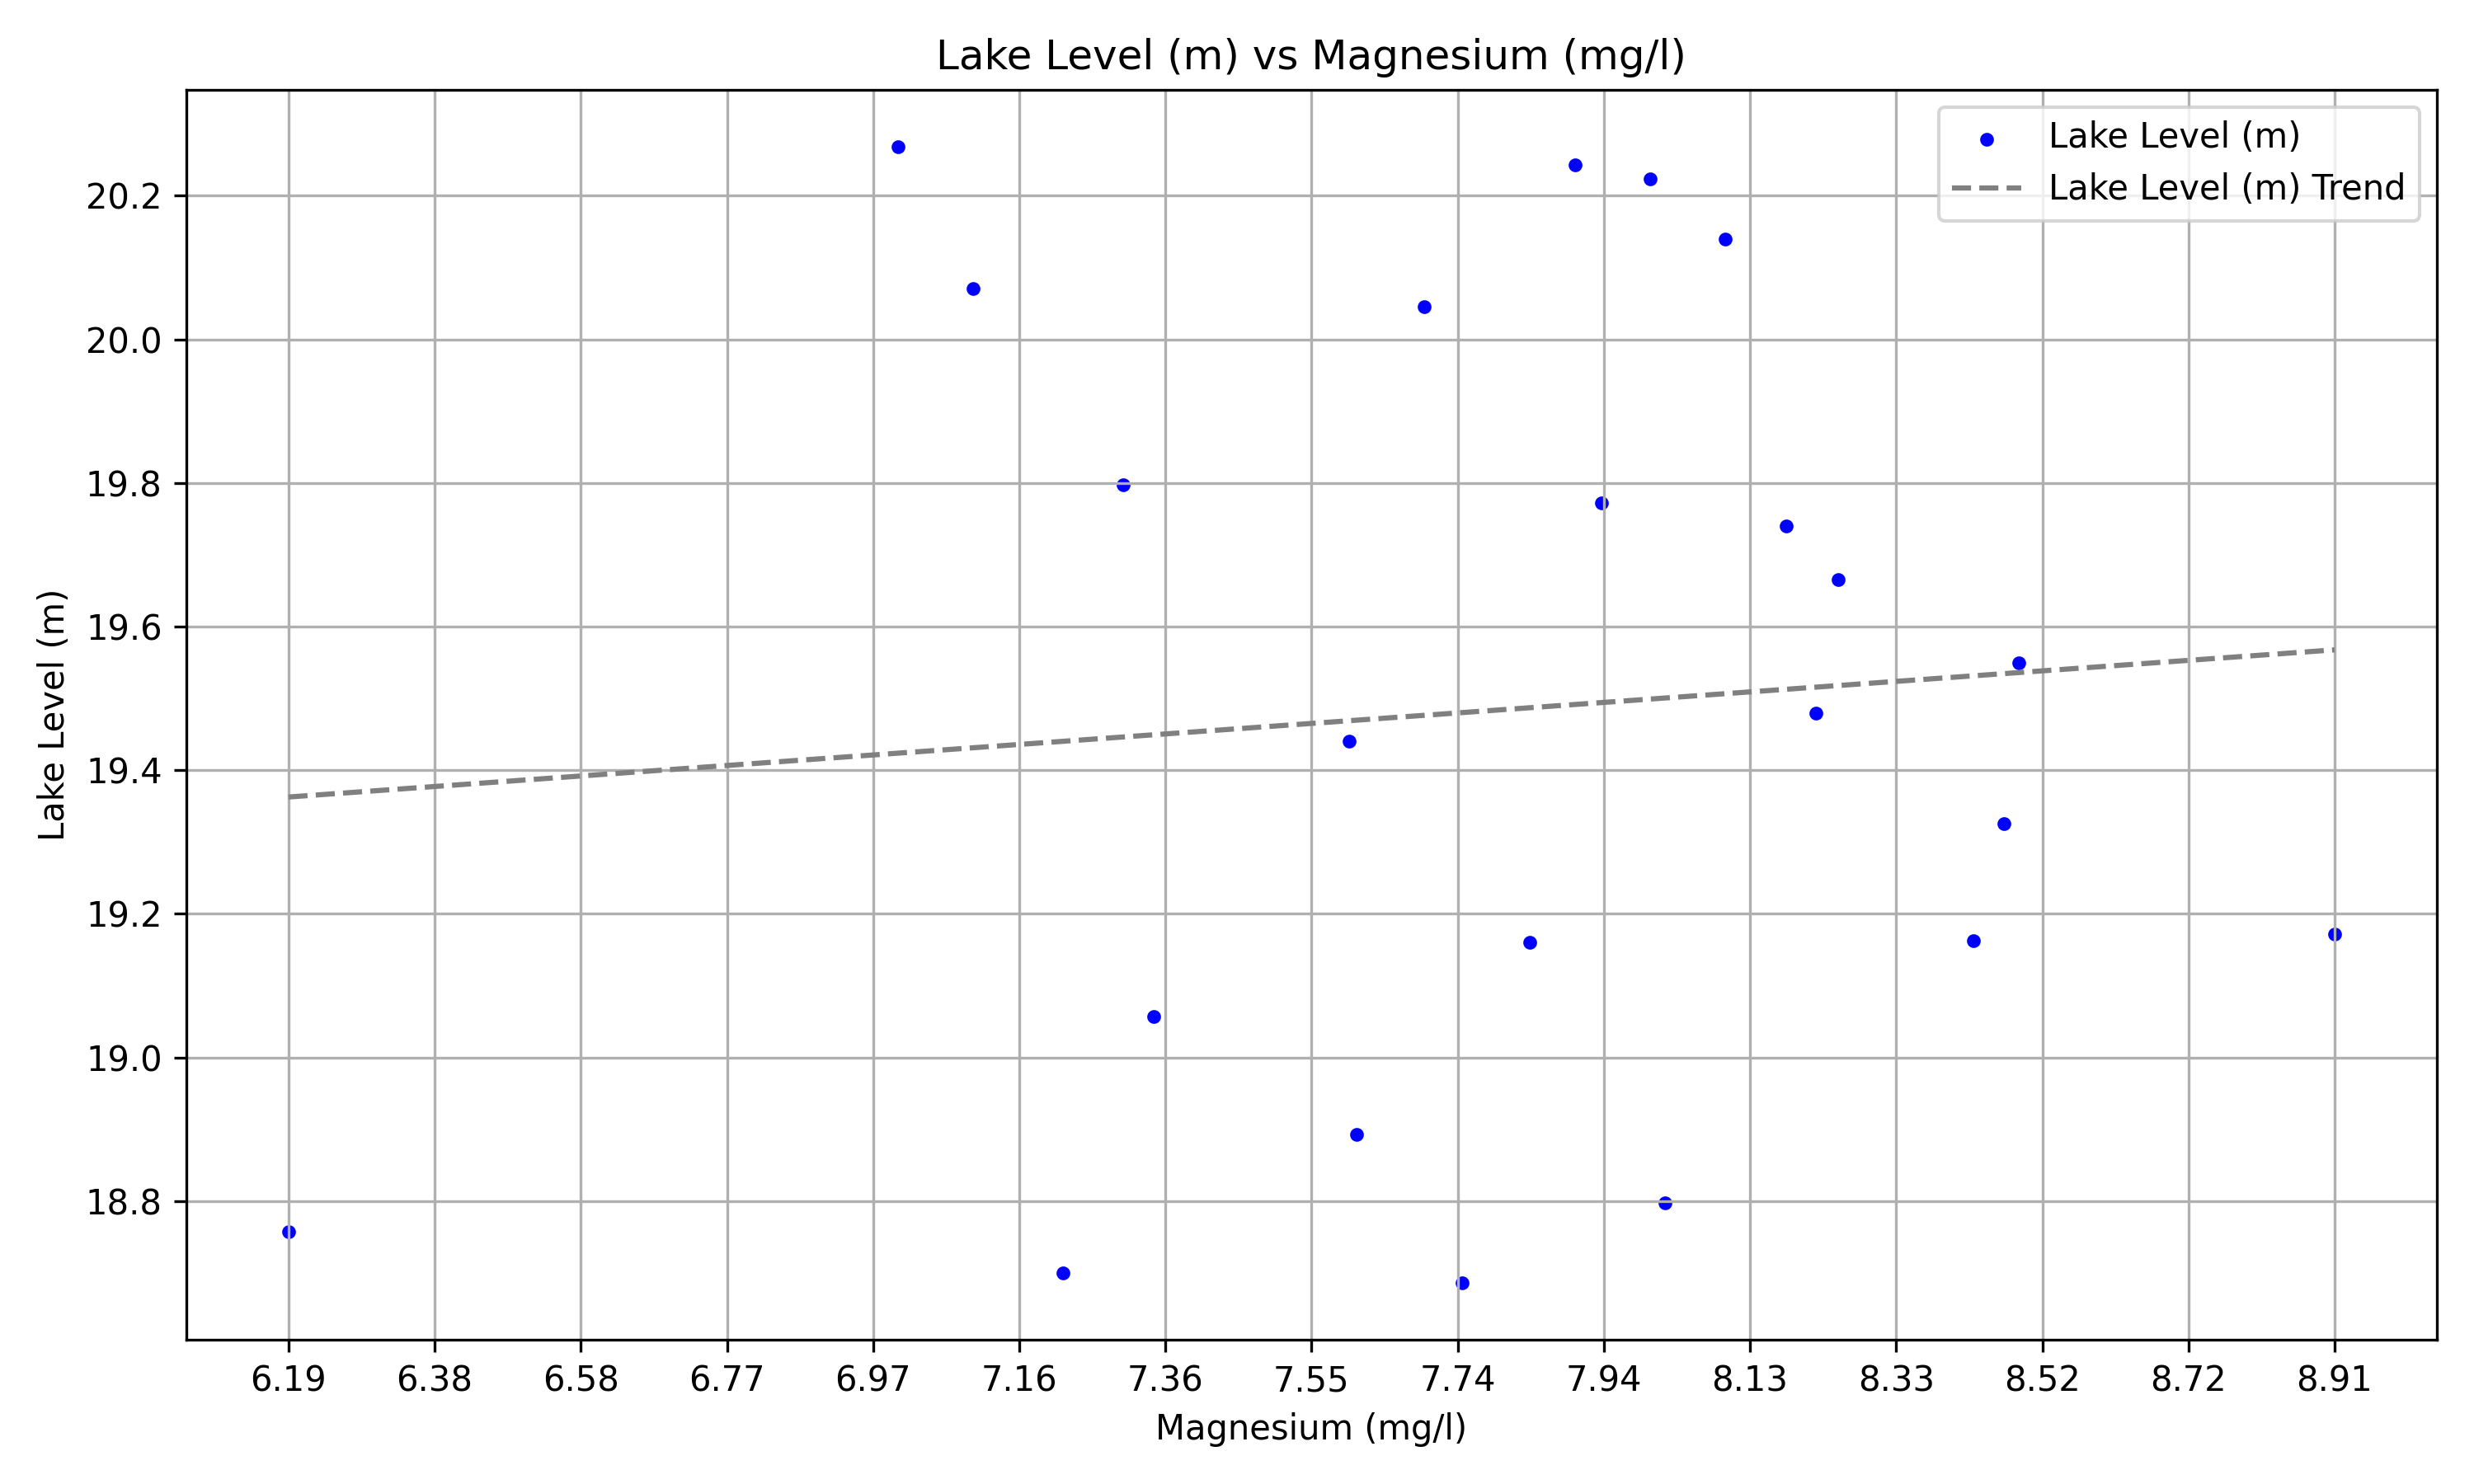 Lake Level (m) vs Magnesium (mg/l)
Lake Level (m)
Lake Level (m) Trend
20.2
20.0
19.8
19.6
19.4
19.2
19.0
18.8
Lake Level (m)
6.19 6.38 6.58 6.77 6.97 7.16 7.36 7.55 7.74 7.94 8.13 8.33 8.52 8.72 8.91
Magnesium (mg/l)